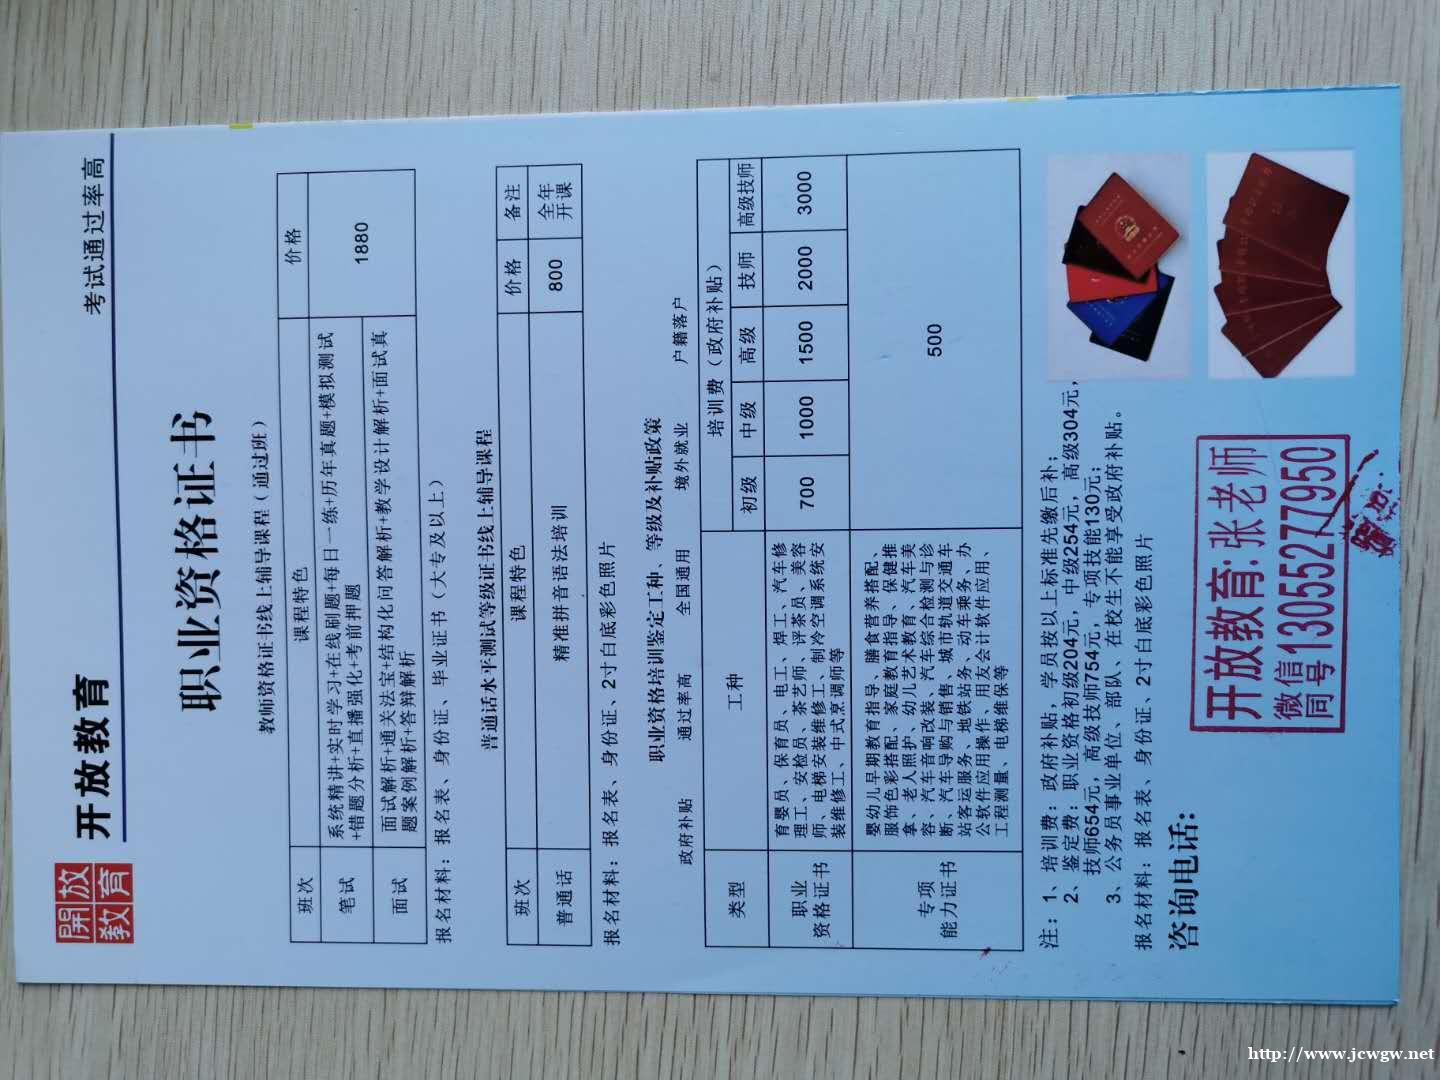 開放教育
开放教育
考试通过率高
职业资格证书
教师资格证书线上辅导课程（通过班）
班次 课程特色 价格
笔试 系统精讲+实时学习+在线刷题+每日一练+历年真题+模拟测试
+错题分析+直播强化+考前押题
1880
面试 面试解析+通关法宝+结构化问答解析+教学设计解析+面试真
题案例解析+答辩解析
报名材料：报名表、身份证、毕业证书（大专及以上）
普通话水平测试等级证书线上辅导课程
班次 课程特色 价格 备注
普通话 精准拼音语法培训 800 全年
开课
报名材料：报名表、身份证、2寸白底彩色照片
职业资格培训鉴定工种、等级及补贴政策
政府补贴 通过率高 全国通用 境外就业 户籍落户
类型 工种 培训费（政府补贴）
初级 中级 高级 技师 高级技师
职业
资格证书
育婴员、保育员、电工、焊工、汽车修
理工、安检员、茶艺师、评茶员、美容
师、电梯安装维修工、制冷空调系统安
装维修工、中式烹调师等
700 1000 1500 2000 3000
专项
能力证书
婴幼儿早期教育指导、膳食营养搭配、
服饰色彩搭配、家庭教育指导、保健推
拿、老人照护、幼儿艺术教育、汽车美
容、汽车音响改装、汽车综合检测与诊
断、汽车导购与销售、城市轨道交通车
站客运服务、地铁站务、动车乘务、办
公软件应用操作、用友会计软件应用、
工程测量、电梯维保等
500
注：1、培训费：政府补贴，学员按以上标准先缴后补；
2、鉴定费：职业资格初级204元，中级254元，高级304元，
技师654元，高级技师754元，专项技能130元；
3、公务员事业单位、部队、在校生不能享受政府补贴。
报名材料：报名表、身份证、2寸白底彩色照片
咨询电话：
开放教育：张老师
微信
同号13055277950
http://www.jcwgw.net